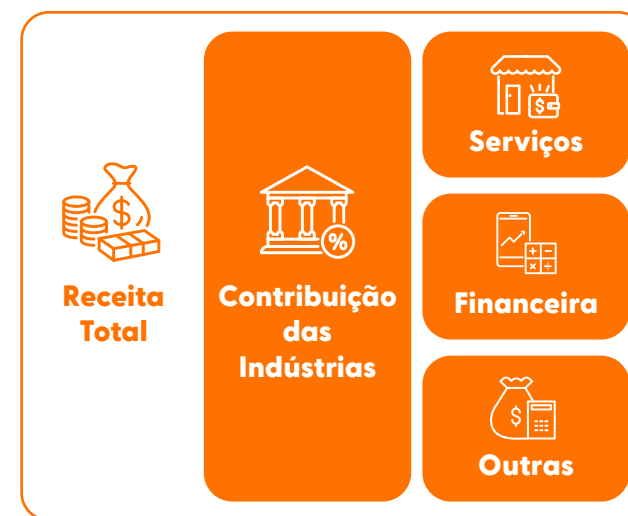 Receita
Total
Contribuição
das
Indústrias
Serviços
Financeira
Outras